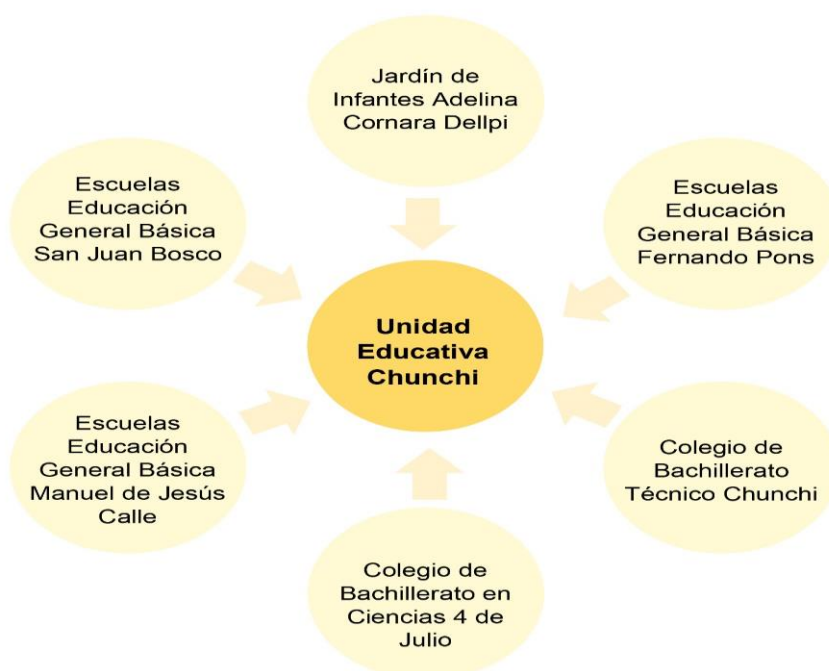 Jardín de
Infantes Adelina
Cornara Dellpi
Escuelas
Educación
General Básica
San Juan Bosco
Escuelas
Educación
General Básica
Fernando Pons
Unidad
Educativa
Chunchi
Escuelas
Educación
General Básica
Manuel de Jesús
Calle
Colegio de
Bachillerato
Técnico Chunchi
Colegio de
Bachillerato en
Ciencias 4 de
Julio